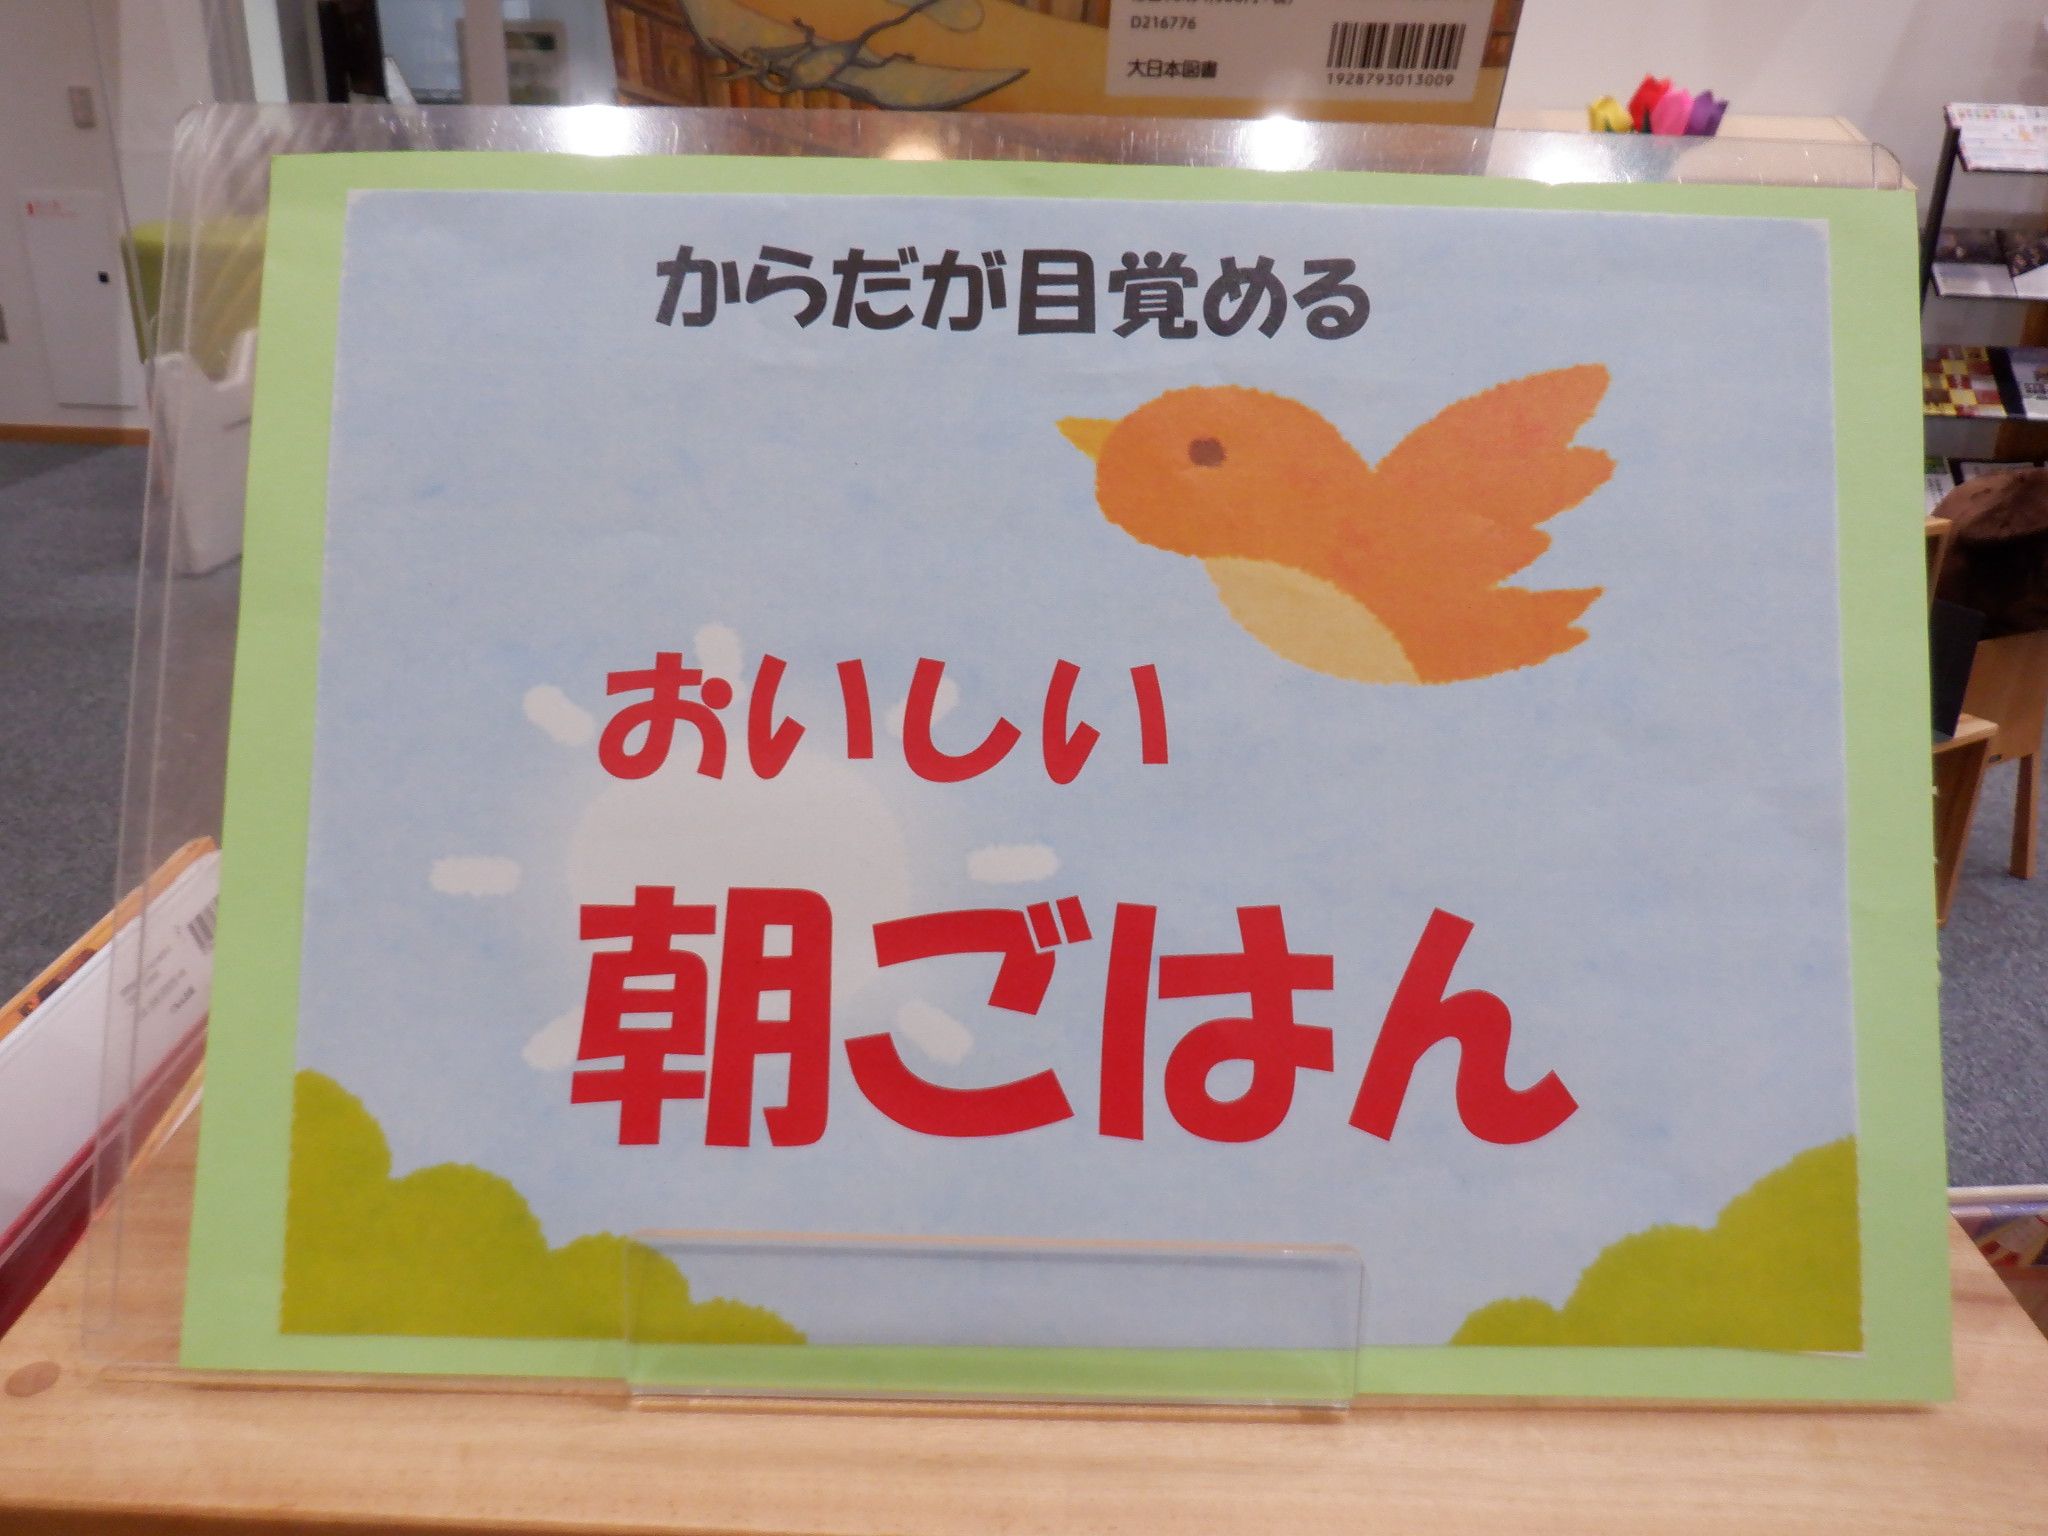 D216776
大日本図書
1928793013009
からだが目覚める
おいしい
朝ごはん